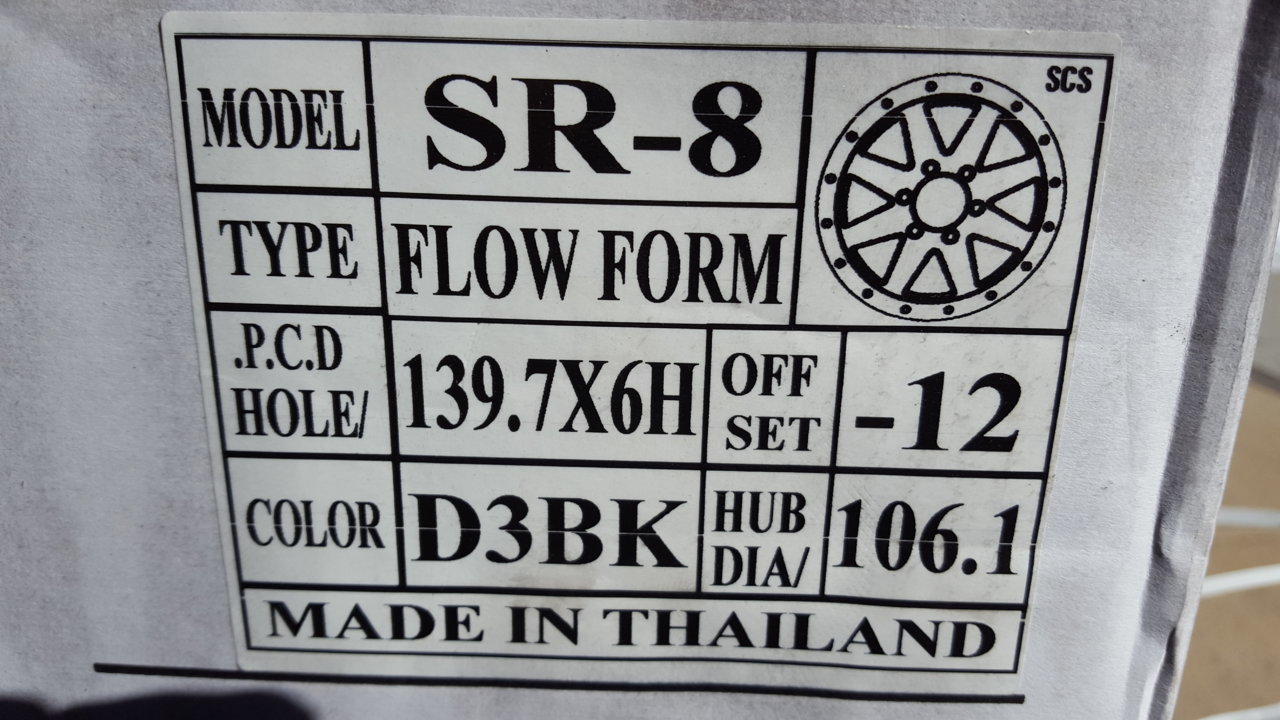 MODEL SR-8 SCS
TYPE FLOW FORM
.P.C.D
HOLE/ 139.7X6H OFF
SET -12
COLOR D3BK HUB
DIA/ 106.1
MADE IN THAILAND